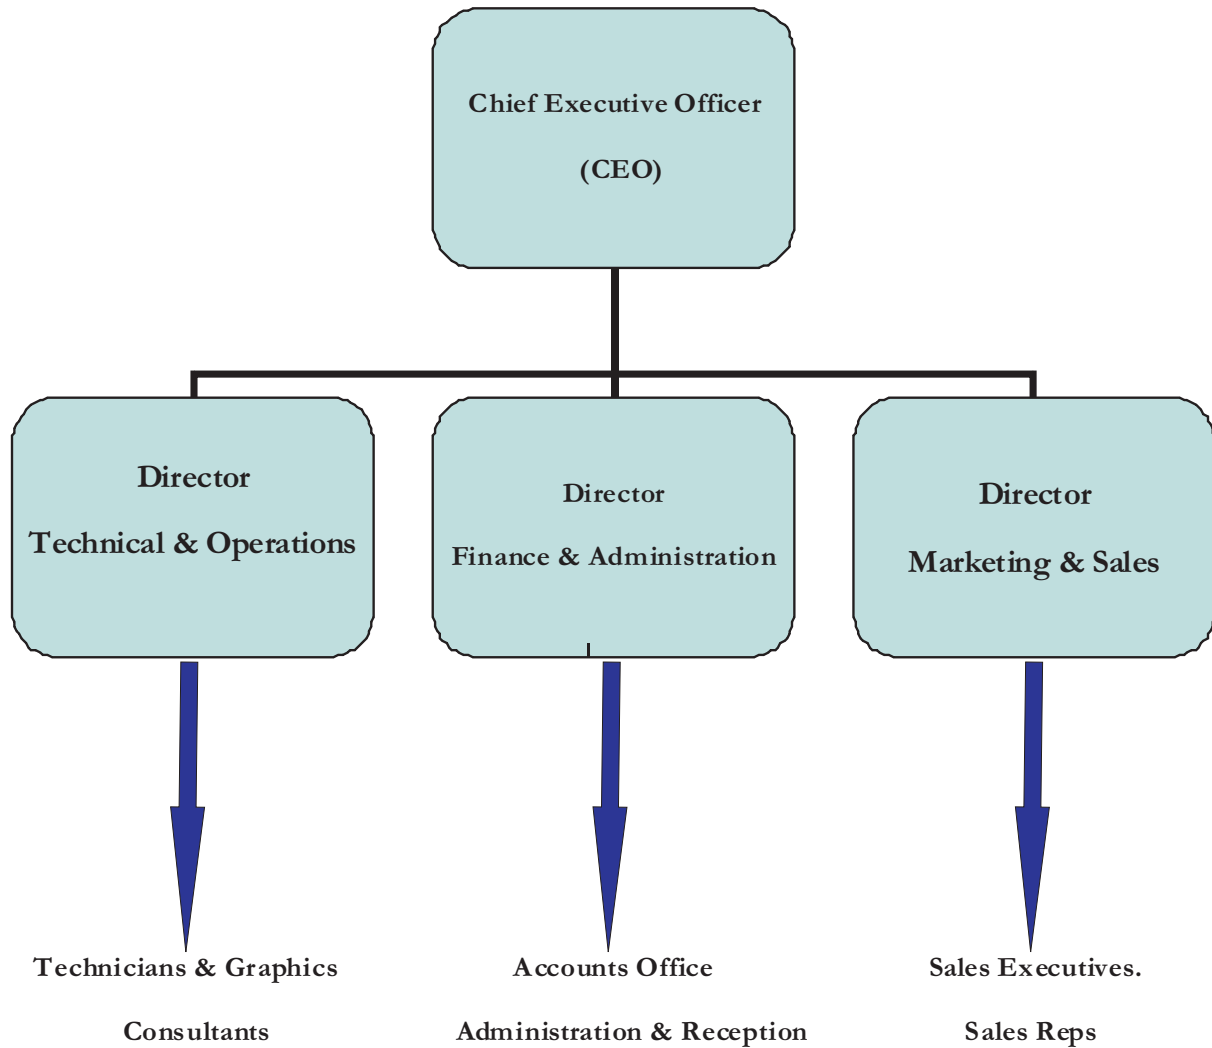 Chief Executive Officer
(CEO)
Director
Technical & Operations
Director
Finance & Administration
Director
Marketing & Sales
Technicians & Graphics
Consultants
Accounts Office
Administration & Reception
Sales Executives.
Sales Reps